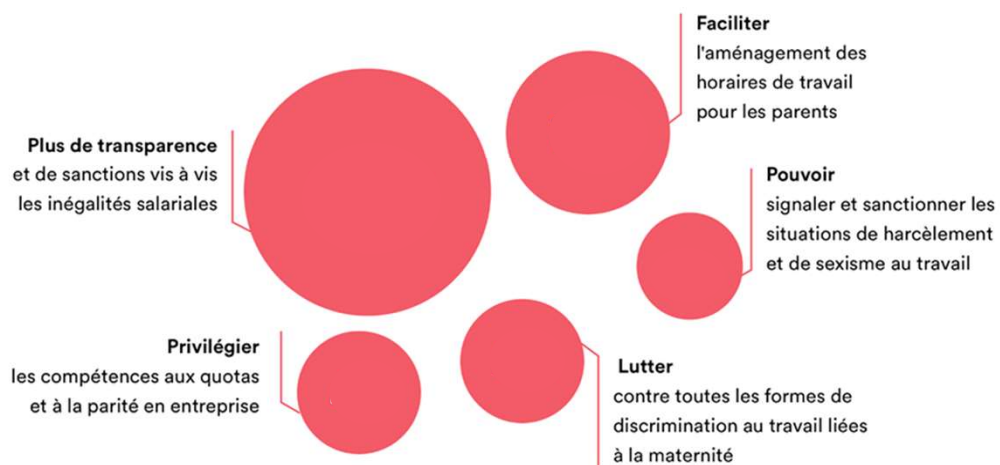 Faciliter
l'aménagement des
horaires de travail
pour les parents
Plus de transparence
et de sanctions vis à vis
les inégalités salariales
Pouvoir
signaler et sanctionner les
situations de harcèlement
et de sexisme au travail
Privilégier
les compétences aux quotas
et à la parité en entreprise
Lutter
contre toutes les formes de
discrimination au travail liées
à la maternité